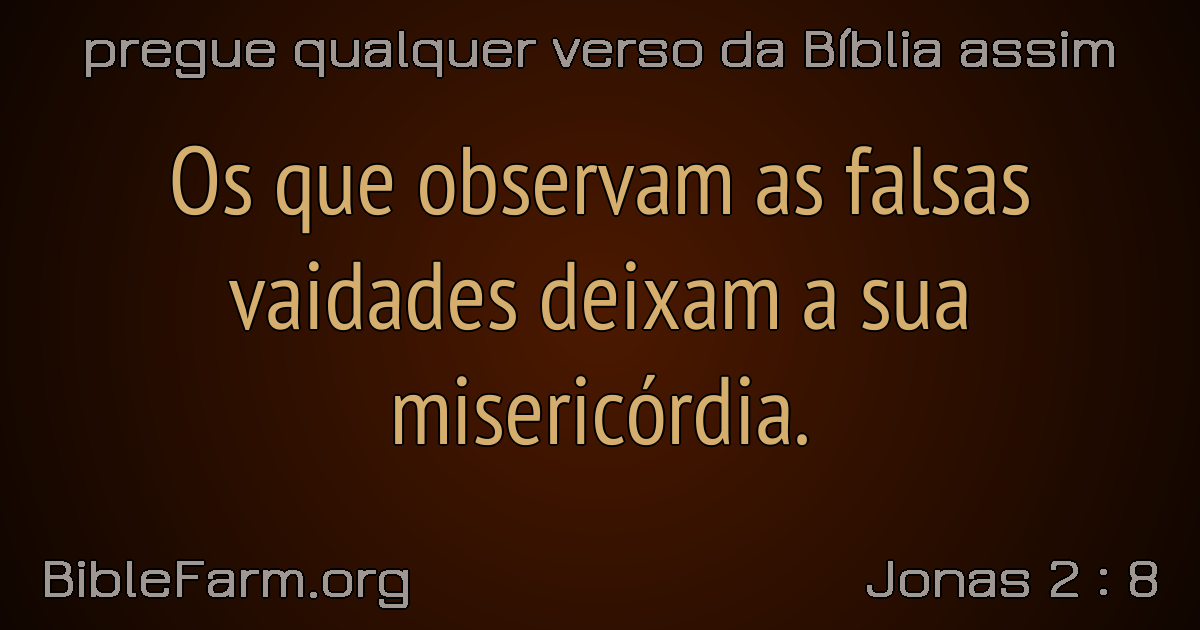 pregue qualquer verso da Bíblia assim
Os que observam as falsas
vaidades deixam a sua
misericórdia.
BibleFarm.org
Jonas 2 : 8